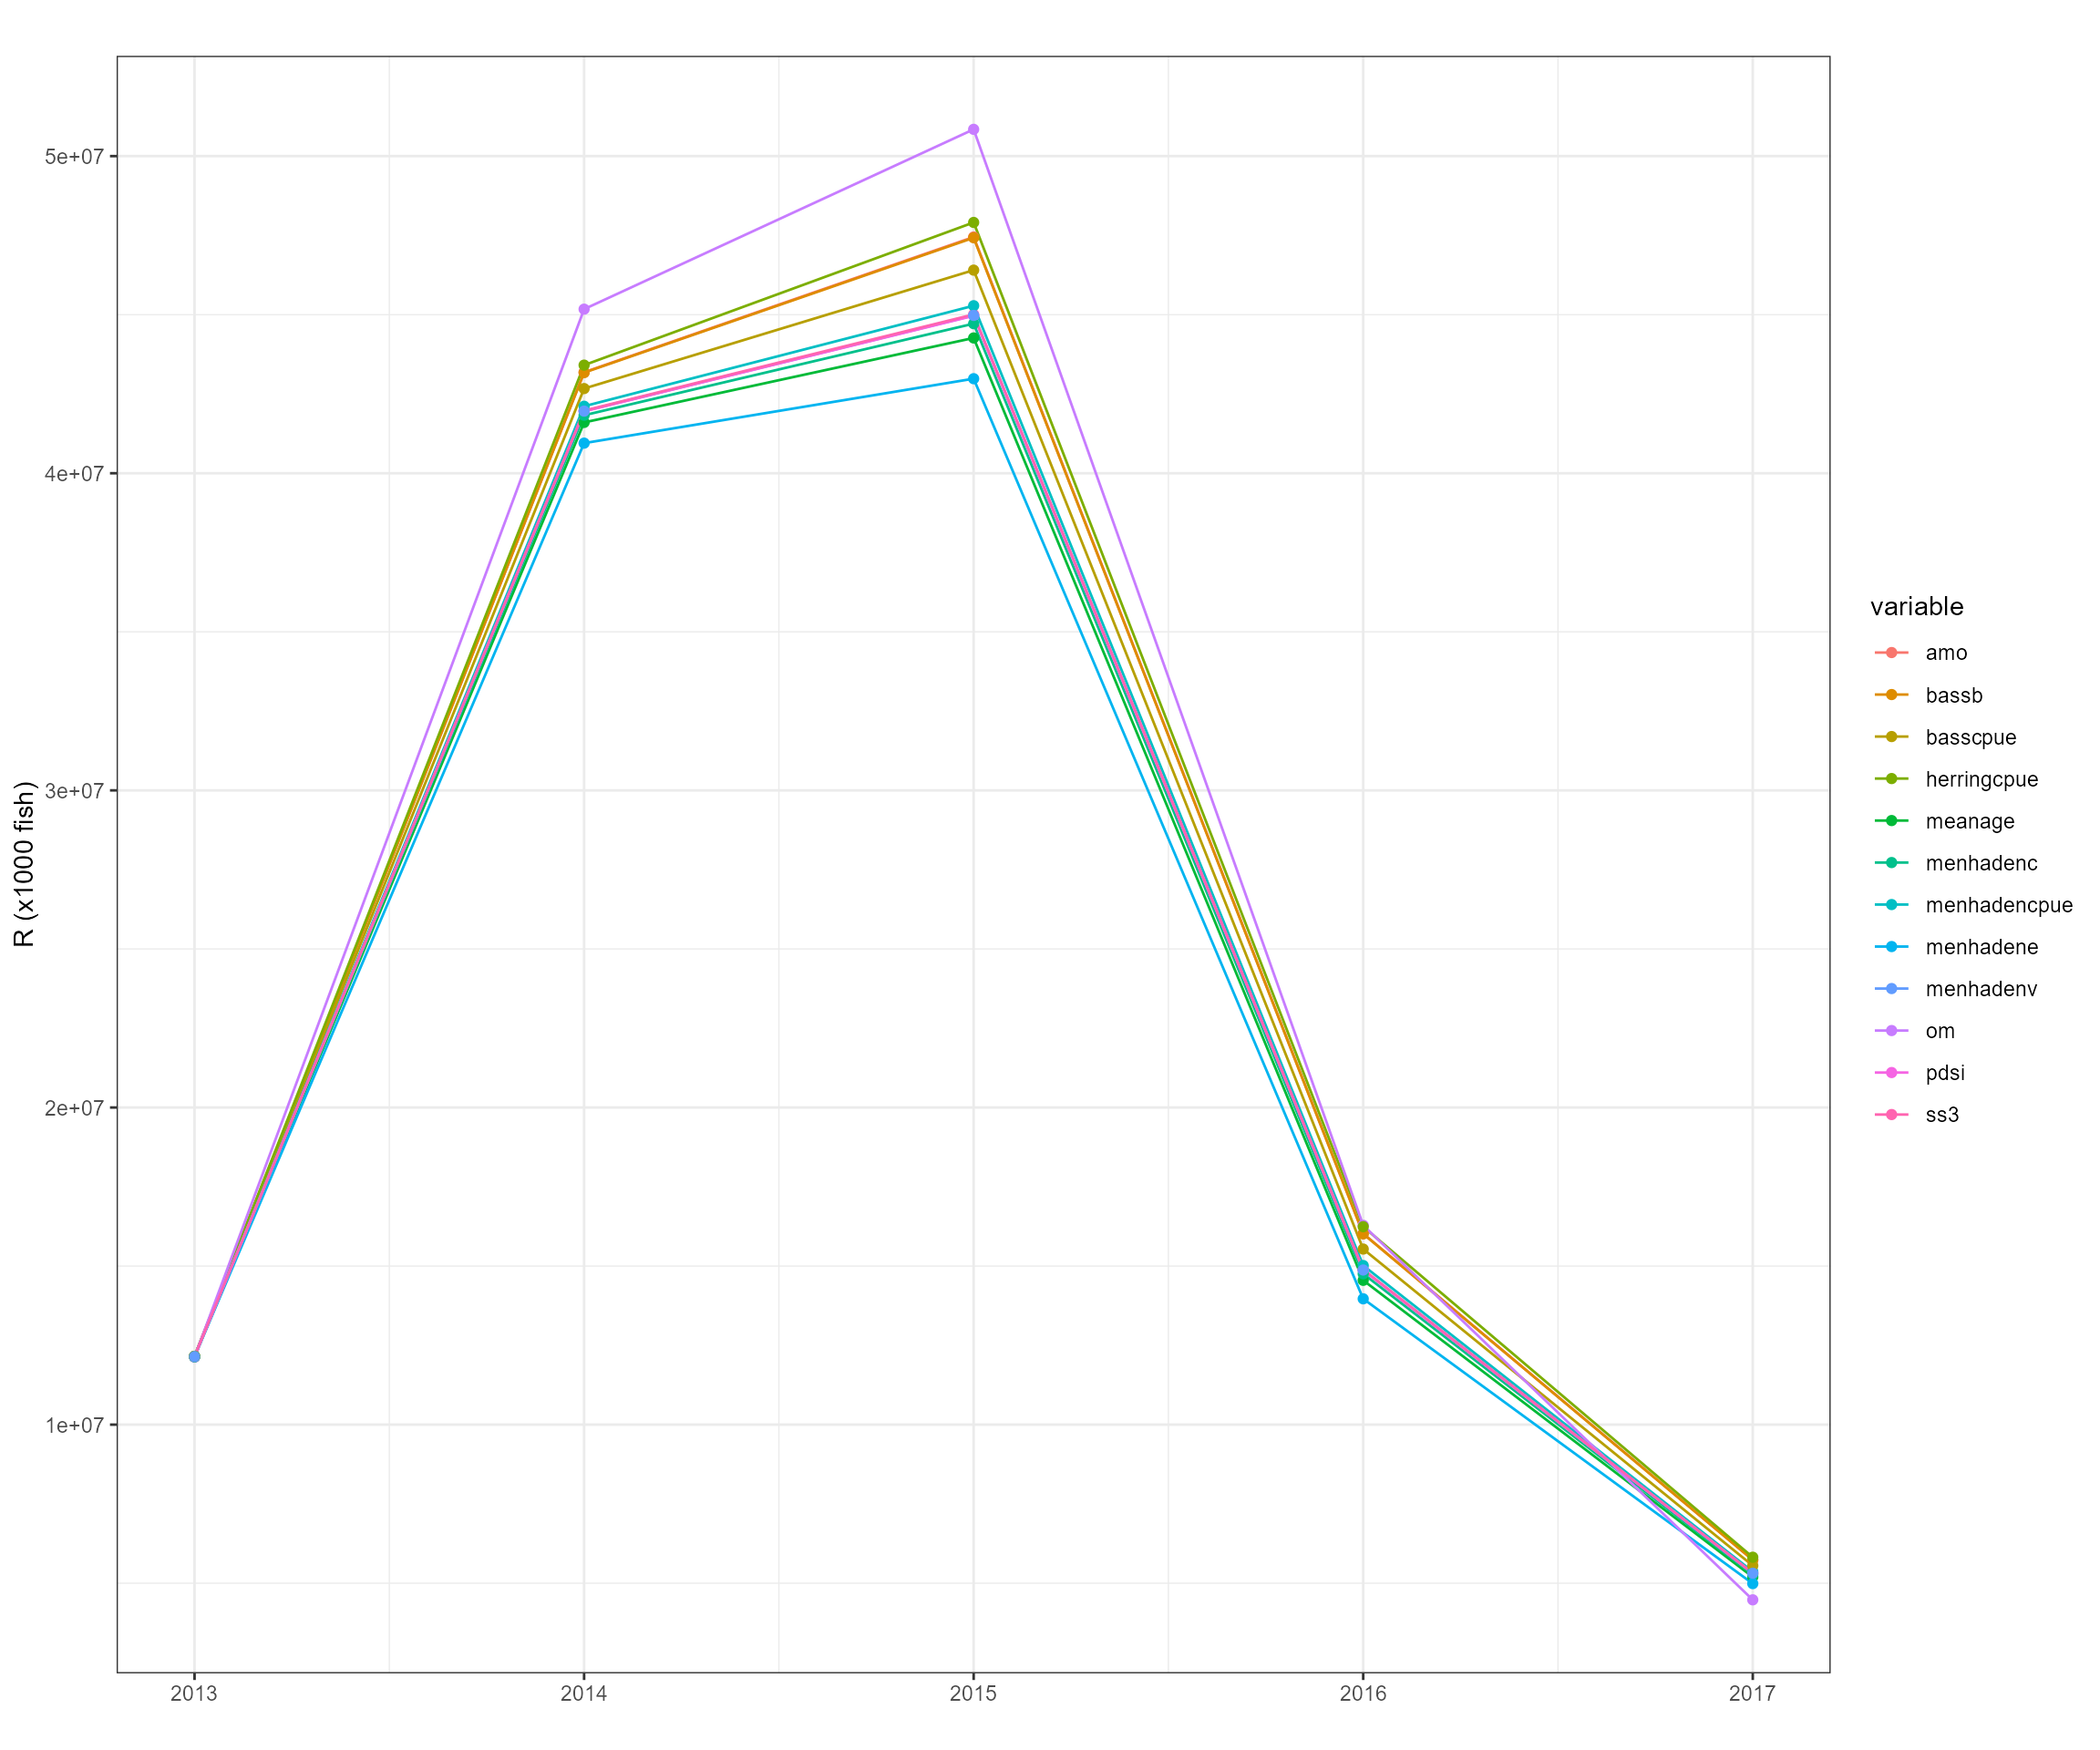 R (x1000 fish)
5e+07
4e+07
3e+07
2e+07
1e+07
2013
2014
2015
2016
2017
variable
amo
bassb
basscpue
herringcpue
meanage
menhadenc
menhadencpue
menhadene
menhadenv
om
pdsi
ss3